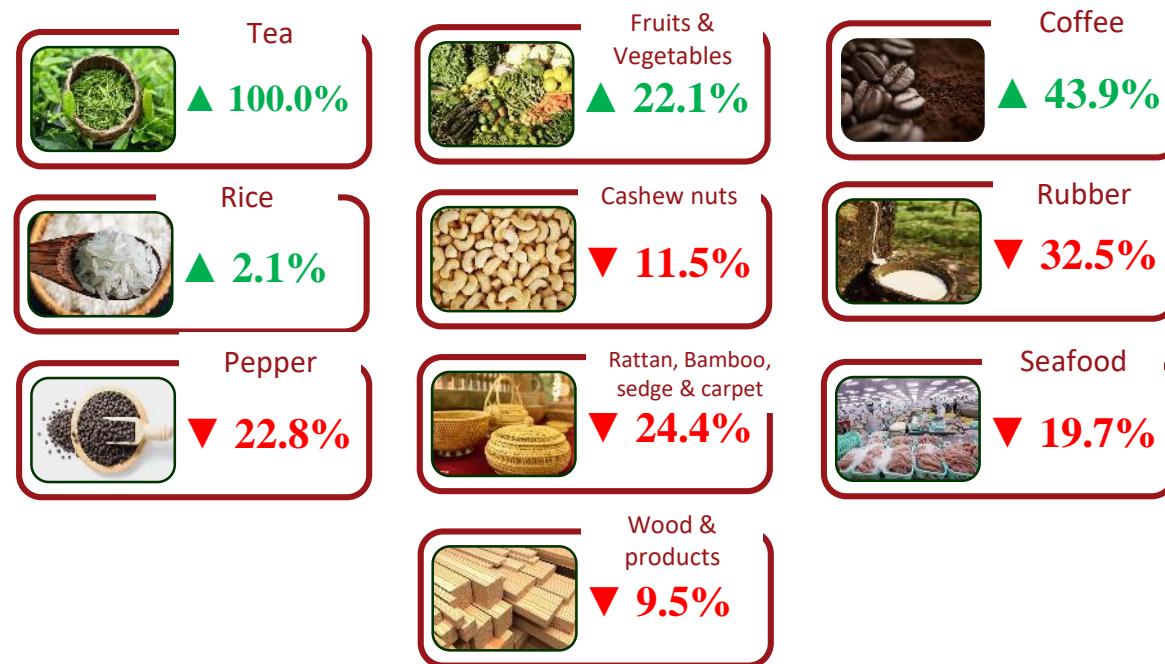 Tea
▲ 100.0%
Fruits &
Vegetables
▲ 22.1%
Coffee
▲ 43.9%
Rice
▲ 2.1%
Cashew nuts
▼ 11.5%
Rubber
▼ 32.5%
Pepper
▼ 22.8%
Rattan, Bamboo,
sedge & carpet
▼ 24.4%
Seafood
▼ 19.7%
Wood &
products
▼ 9.5%